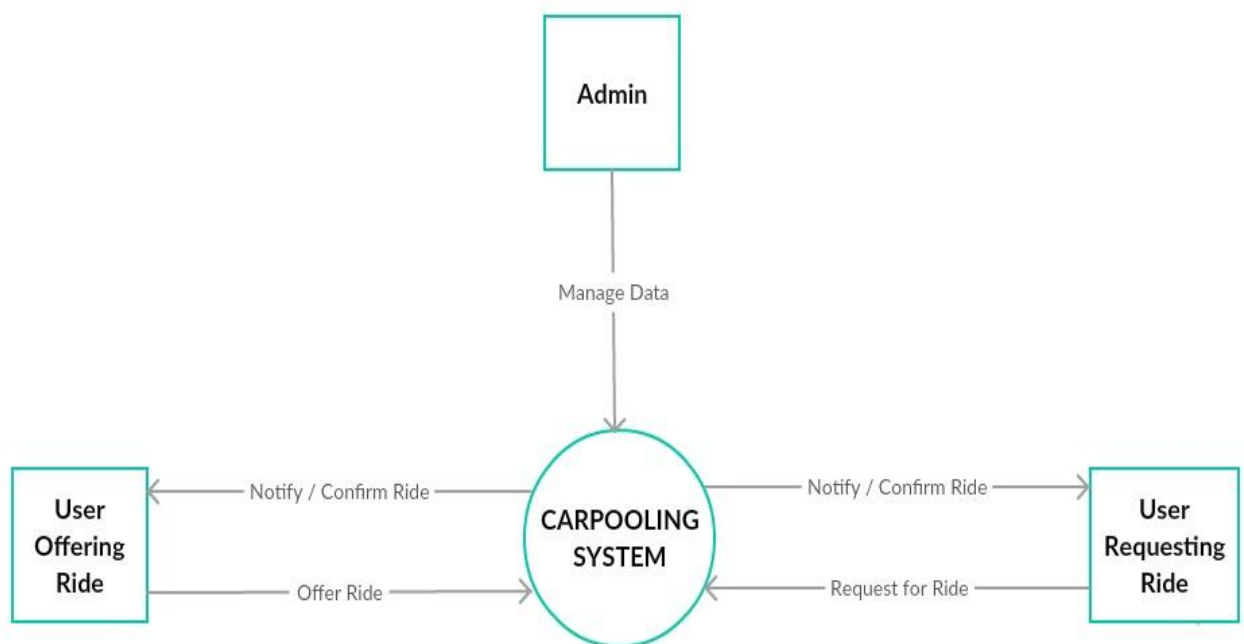 Admin
Manage Data
Notify / Confirm Ride
Notify / Confirm Ride
User
Offering
Ride
CARPOOLING
SYSTEM
User
Requesting
Ride
Offer Ride
Request for Ride